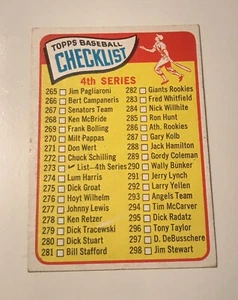 TOPPS BASEBALL
CHECKLIST
4th SERIES
265 Jim Pagliaroni
266 Bert Campaneris
267 Senators Team
268 Ken McBride
269 Frank Bolling
270 Milt Pappas
271 Don Wert
272 Chuck Schilling
273 List-4th Series
274 Lum Harris
275 Dick Groat
276 Hoyt Wilhelm
277 Johnny Lewis
278 Ken Retzer
279 Dick Tracewski
280 Dick Stuart
281 Bill Stafford
282 Giants Rookies
283 Fred Whitfield
284 Nick Willhite
285 Ron Hunt
286 Ath. Rookies
287 Gary Kolb
288 Jack Hamilton
289 Gordy Coleman
290 Wally Bunker
291 Jerry Lynch
292 Larry Yellen
293 Angels Team
294 Tim McCarver
295 Dick Radatz
296 Tony Taylor
297 D. DeBusschere
298 Jim Stewart